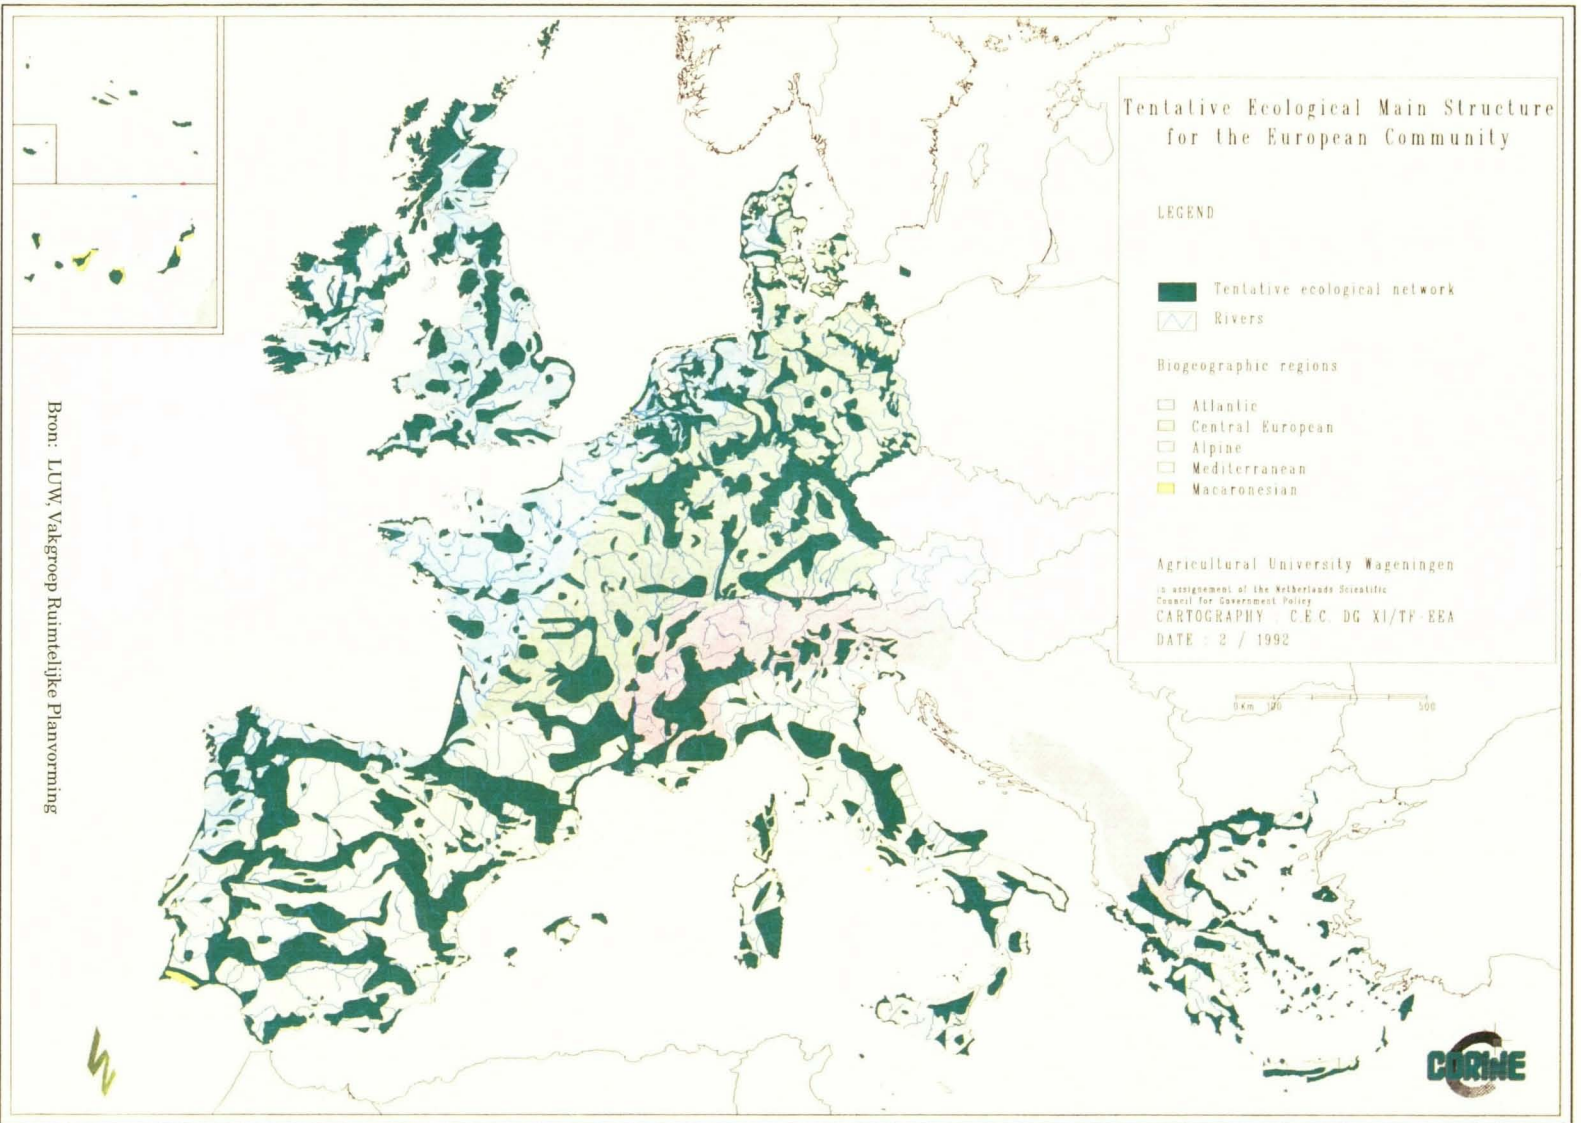 Tentative Ecological Main Structure
for the European Community
LEGEND
Tentative ecological network
Rivers
Biogeographic regions
Atlantic
Central European
Alpine
Mediterranean
Macaronesian
Agricultural University Wageningen
in assignement of the Netherlands Scientific
Council for Government Policy
CARTOGRAPHY : C.E.C. DG XI/TF-EEA
DATE : 2 / 1992
0 Km 100 500
CORINE
Bron: LUW, Vakgroep Ruimtelijke Planvorming